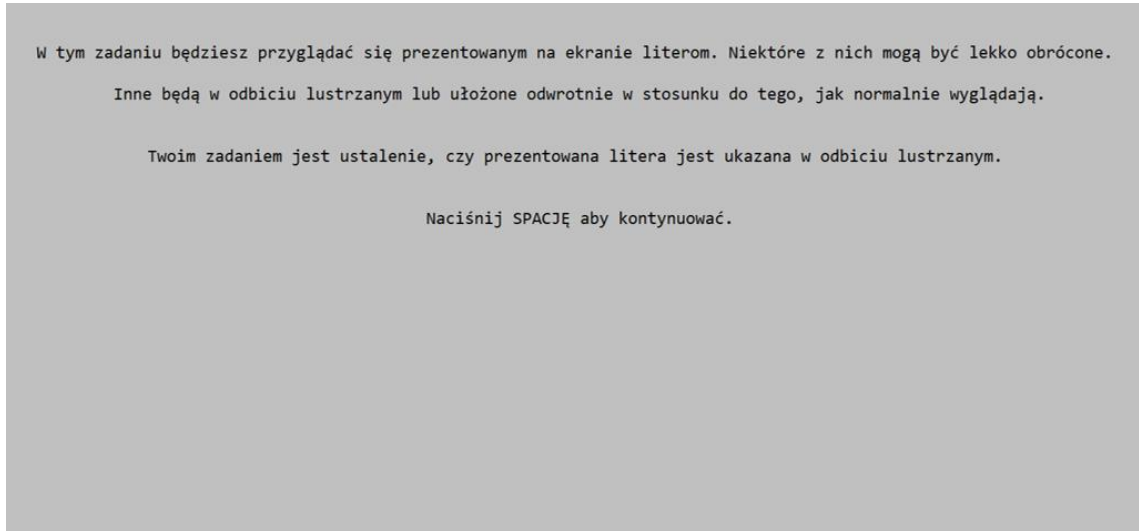 W tym zadaniu będziesz przyglądać się prezentowanym na ekranie literom. Niektóre z nich mogą być lekko obrócone.
Inne będą w odbiciu lustrzanym lub ułożone odwrotnie w stosunku do tego, jak normalnie wyglądają.
Twoim zadaniem jest ustalenie, czy prezentowana litera jest ukazana w odbiciu lustrzanym.
Naciśnij SPACJĘ aby kontynuować.